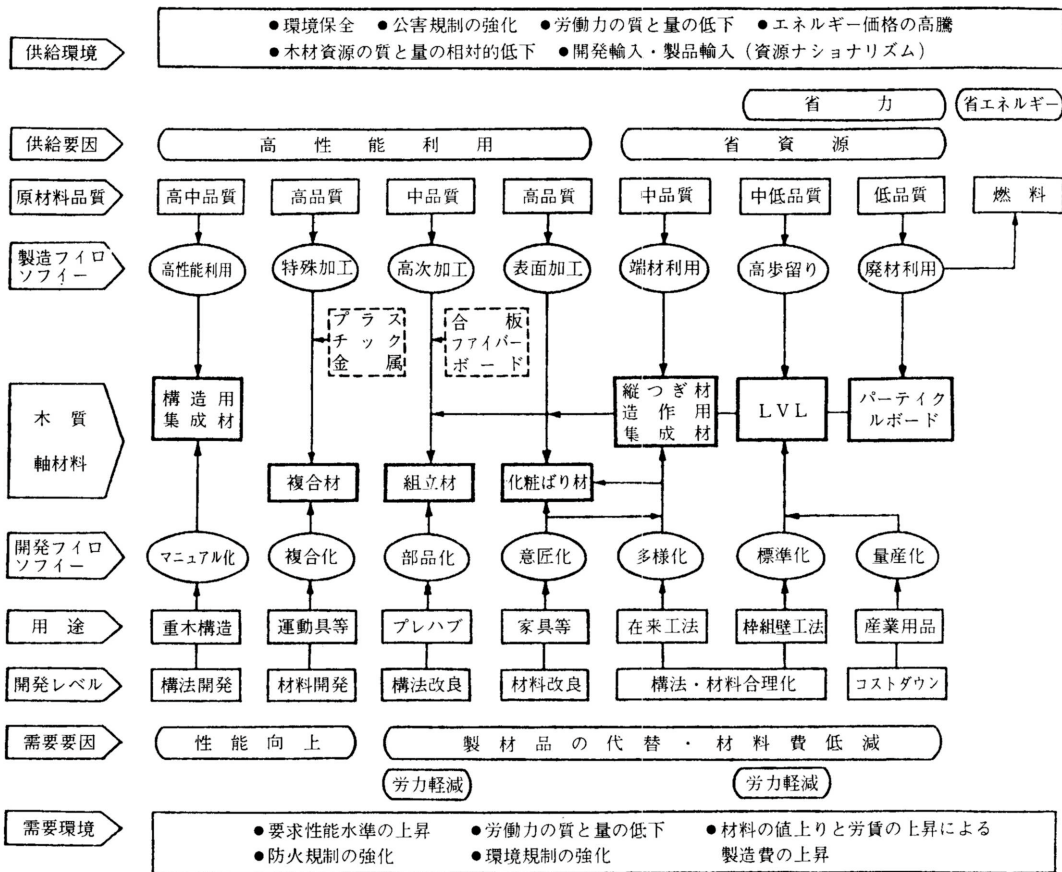 供給環境
●環境保全 ●公害規制の強化 ●労働力の質と量の低下 ●エネルギー価格の高騰
●木材資源の質と量の相対的低下 ●開発輸入・製品輸入（資源ナショナリズム）
省力 省エネルギー
供給要因 高性能利用 省資源
原材料品質 高中品質 高品質 中品質 高品質 中品質 中低品質 低品質 燃料
製造フィロ
ソフィー
高性能利用 特殊加工 高次加工 表面加工 端材利用 高歩留り 廃材利用
プラス
チック
金属
合板
ファイバー
ボード
木質
軸材料
構造用
集成材
縦つぎ材
造作用
集成材
LVL
パーティク
ルボード
複合材 組立材 化粧ばり材
開発フィロ
ソフィー
マニュアル化 複合化 部品化 意匠化 多様化 標準化 量産化
用途 重木構造 運動具等 プレハブ 家具等 在来工法 枠組壁工法 産業用品
開発レベル 構法開発 材料開発 構法改良 材料改良 構法・材料合理化 コストダウン
需要要因 性能向上 製材品の代替・材料費低減
労力軽減 労力軽減
需要環境
●要求性能水準の上昇 ●労働力の質と量の低下 ●材料の値上りと労賃の上昇による
●防火規制の強化 ●環境規制の強化 製造費の上昇